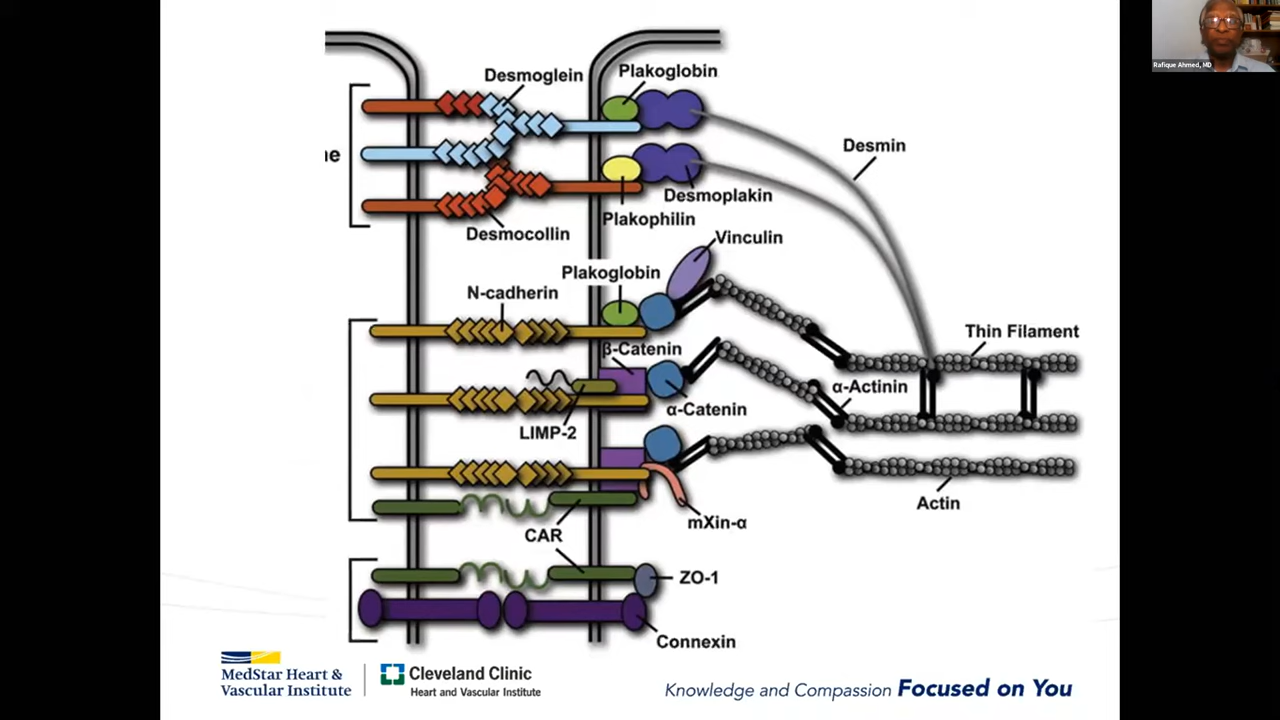 Rafique Ahmed, MD
Desmoglein
Plakoglobin
Desmin
ne
Desmoplakin
Plakophilin
Desmocollin
Vinculin
Plakoglobin
N-cadherin
Thin Filament
β-Catenin
α-Actinin
α-Catenin
LIMP-2
Actin
mXin-α
CAR
ZO-1
Connexin
MedStar Heart &
Vascular Institute
Cleveland Clinic
Heart and Vascular Institute
Knowledge and Compassion Focused on You